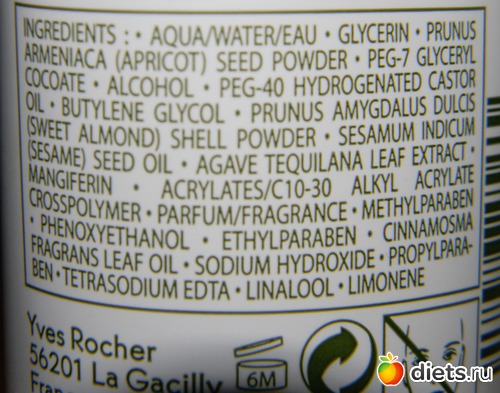 INGREDIENTS : • AQUA/WATER/EAU • GLYCERIN • PRUNUS
ARMENIACA (APRICOT) SEED POWDER • PEG-7 GLYCERYL
COCOATE • ALCOHOL • PEG-40 HYDROGENATED CASTOR
OIL • BUTYLENE GLYCOL • PRUNUS AMYGDALUS DULCIS
(SWEET ALMOND) SHELL POWDER • SESAMUM INDICUM
(SESAME) SEED OIL • AGAVE TEQUILANA LEAF EXTRACT •
MANGIFERIN • ACRYLATES/C10-30 ALKYL ACRYLATE
CROSSPOLYMER • PARFUM/FRAGRANCE • METHYLPARABEN
• PHENOXYETHANOL • ETHYLPARABEN • CINNAMOSMA
FRAGRANS LEAF OIL • SODIUM HYDROXIDE • PROPYLPARA-
BEN • TETRASODIUM EDTA • LINALOOL • LIMONENE
Yves Rocher
56201 La Gacilly
6M
diets.ru